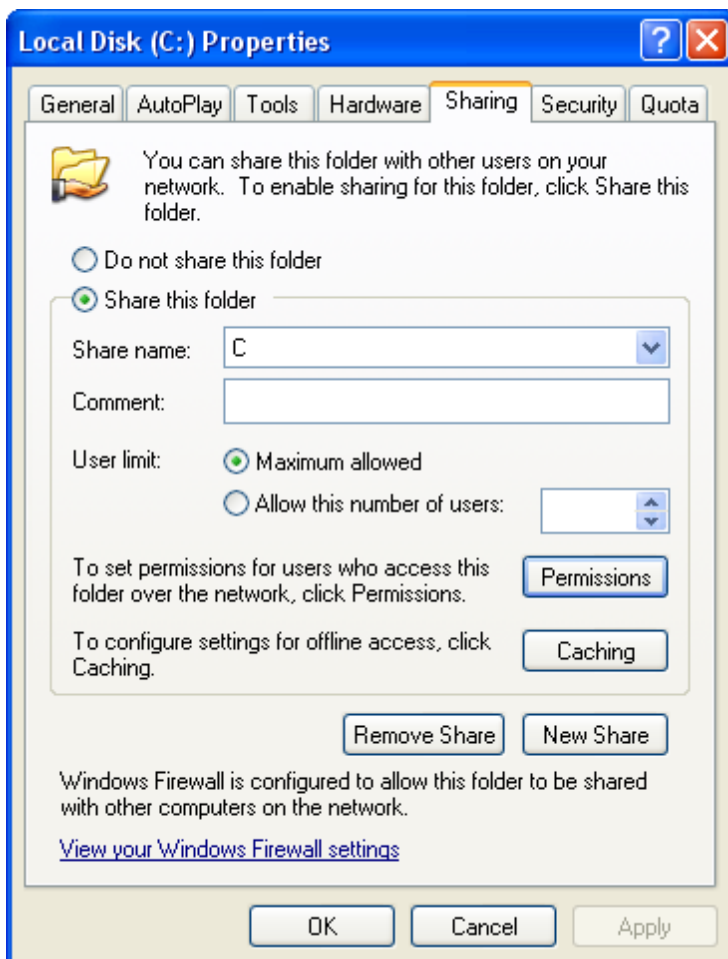 Local Disk (C:) Properties
General AutoPlay Tools Hardware Sharing Security Quota
You can share this folder with other users on your
network. To enable sharing for this folder, click Share this
folder.
Do not share this folder
Share this folder
Share name: C
Comment:
User limit: Maximum allowed
Allow this number of users:
To set permissions for users who access this
folder over the network, click Permissions.
Permissions
To configure settings for offline access, click
Caching.
Caching
Remove Share New Share
Windows Firewall is configured to allow this folder to be shared
with other computers on the network.
View your Windows Firewall settings
OK Cancel Apply